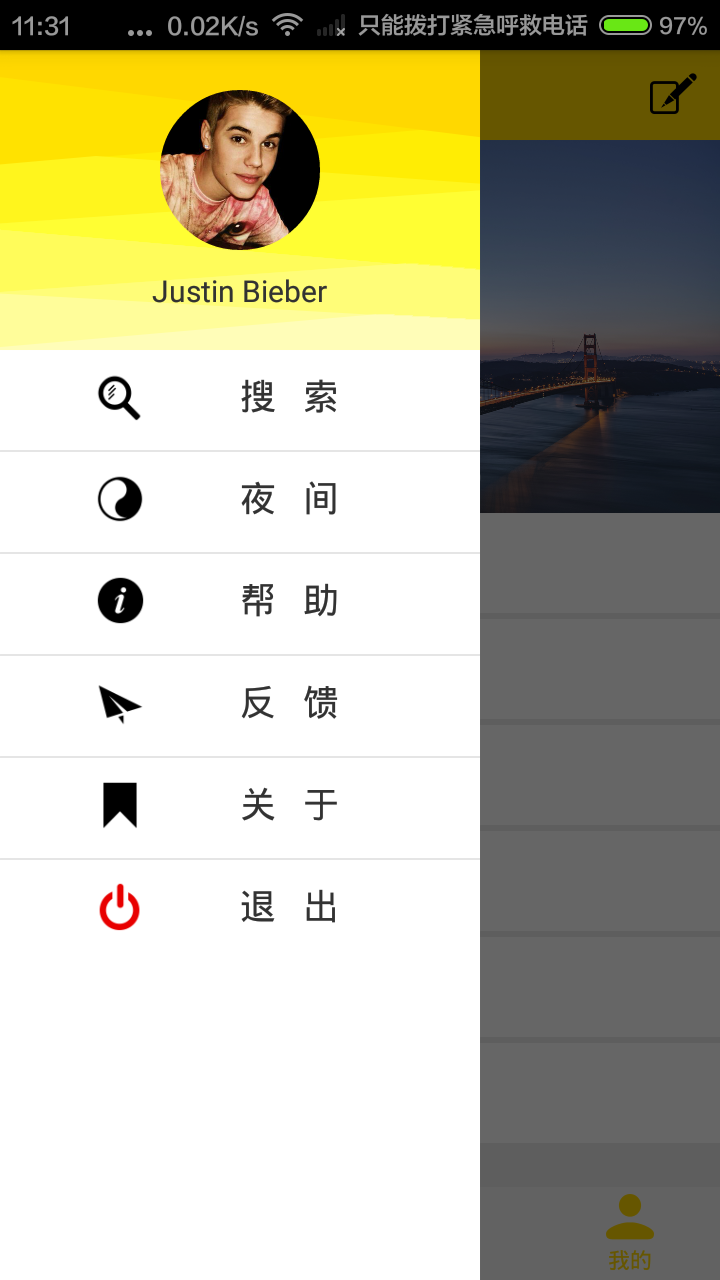 11:31 ... 0.02K/s 只能拨打紧急呼救电话 97%
Justin Bieber
搜 索
夜 间
帮 助
反 馈
关 于
退 出
我的